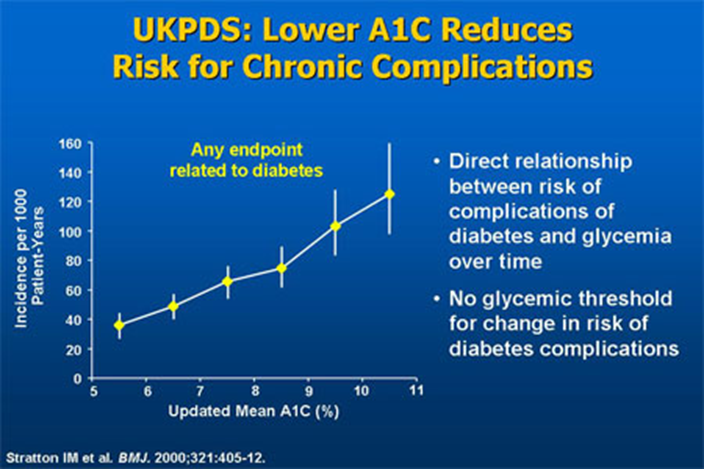 UKPDS: Lower A1C Reduces
Risk for Chronic Complications
Any endpoint
related to diabetes
Incidence per 1000
Patient-Years
160
140
120
100
80
60
40
20
0
5
6
7
8
9
10
11
Updated Mean A1C (%)
• Direct relationship
between risk of
complications of
diabetes and glycemia
over time
• No glycemic threshold
for change in risk of
diabetes complications
Stratton IM et al. BMJ. 2000;321:405-12.